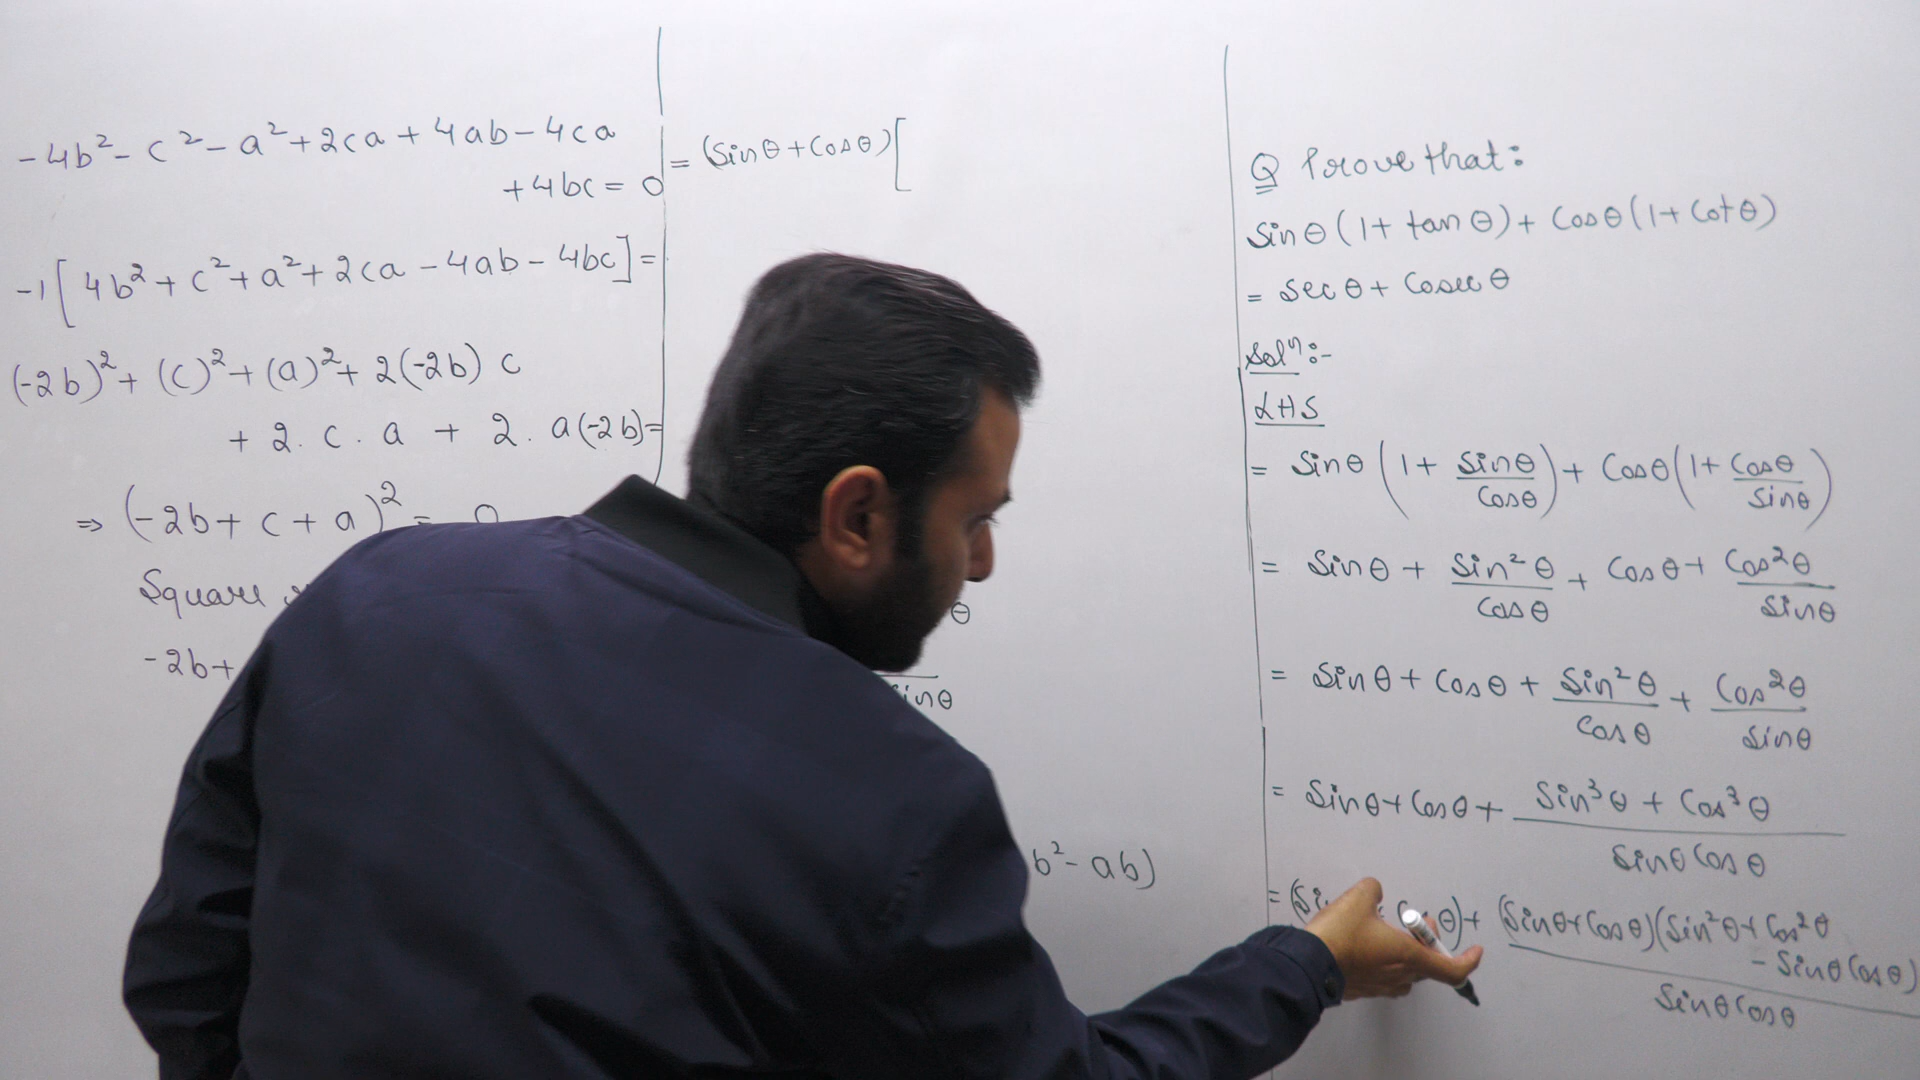 -4b² - c² - a² + 2ca + 4ab - 4ca
+ 4bc = 0
-1[4b² + c² + a² + 2ca - 4ab - 4bc] =
(-2b)² + (c)² + (a)² + 2(-2b) c
+ 2. c. a + 2. a(-2b) =
⇒ (-2b + c + a)² = 0
Square
-2b+
= (Sinθ + Cosθ)[
θ
sinθ
b² - ab)
Q Prove that:
Sinθ(1 + tanθ) + Cosθ(1 + Cotθ)
= Secθ + Cosecθ
Solⁿ:-
LHS
= Sinθ (1 + Sinθ/Cosθ) + Cosθ(1 + Cosθ/Sinθ)
= Sinθ + Sin²θ/Cosθ + Cosθ + Cos²θ/Sinθ
= Sinθ + Cosθ + Sin²θ/Cosθ + Cos²θ/Sinθ
= Sinθ + Cosθ + Sin³θ + Cos³θ
Sinθ Cosθ
= (Si Cosθ) + (Sinθ + Cosθ)(Sin²θ + Cos²θ
- Sinθ Cosθ)
Sinθ Cosθ